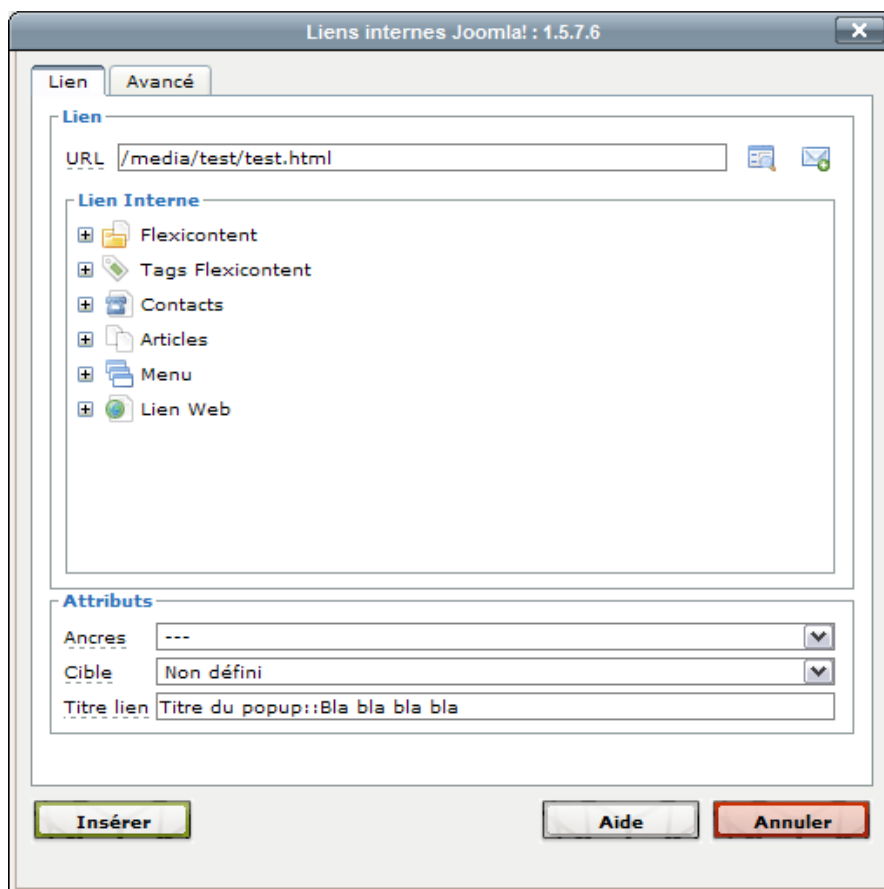 Liens internes Joomla! : 1.5.7.6
Lien Avancé
Lien
URL /media/test/test.html
Lien Interne
Flexicontent
Tags Flexicontent
Contacts
Articles
Menu
Lien Web
Attributs
Ancres ---
Cible Non défini
Titre lien Titre du popup::Bla bla bla bla
Insérer Aide Annuler